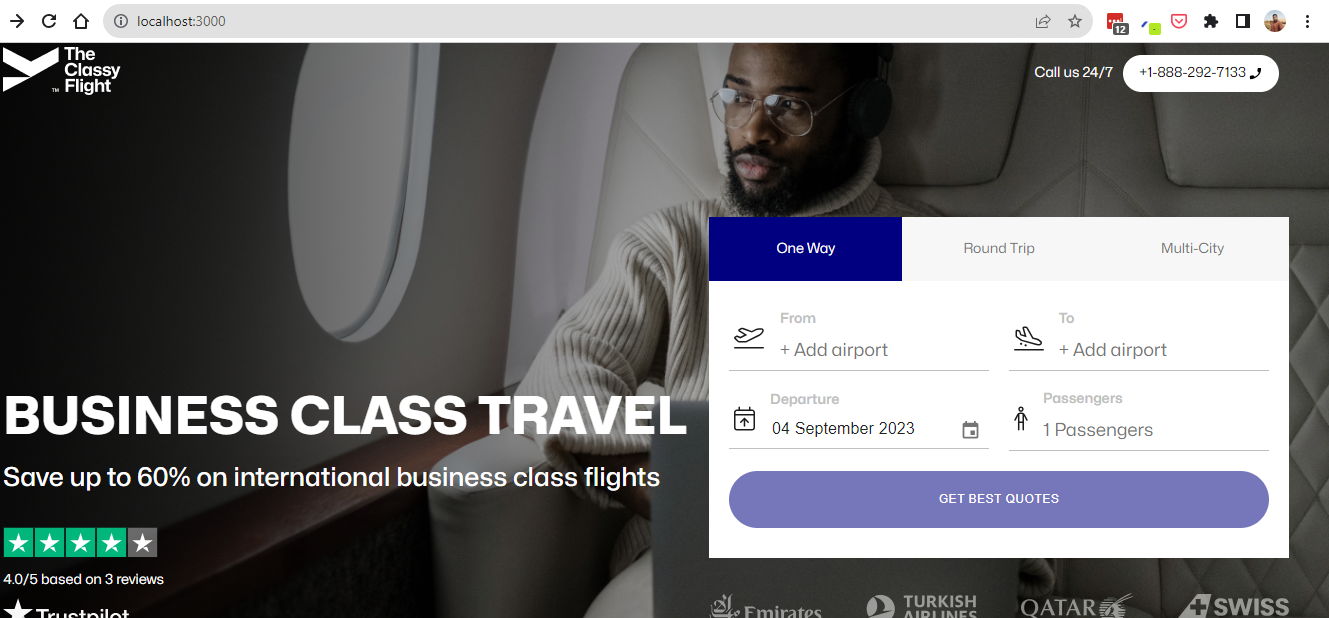 localhost:3000
12
The
Classy
Flight
™
Call us 24/7
+1-888-292-7133
One Way
Round Trip
Multi-City
From
+ Add airport
To
+ Add airport
Departure
04 September 2023
Passengers
1 Passengers
GET BEST QUOTES
BUSINESS CLASS TRAVEL
Save up to 60% on international business class flights
4.0/5 based on 3 reviews
Trustpilot
Emirates
TURKISH
AIRLINES
QATAR
SWISS